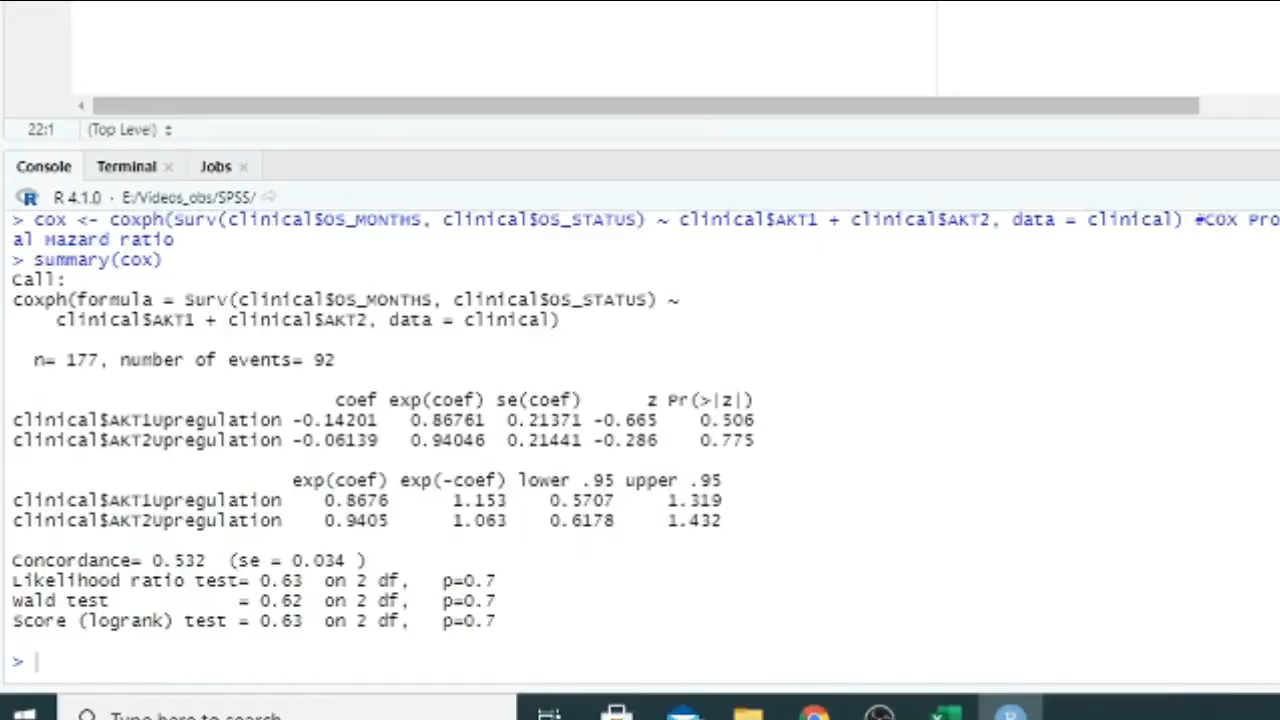 22:1 (Top Level)
Console Terminal Jobs
R 4.1.0 · E:/Videos_obs/SPSS/
> cox <- coxph(Surv(clinical$OS_MONTHS, clinical$OS_STATUS) ~ clinical$AKT1 + clinical$AKT2, data = clinical) #COX Pro
al Hazard ratio
> summary(cox)
Call:
coxph(formula = Surv(clinical$OS_MONTHS, clinical$OS_STATUS) ~
clinical$AKT1 + clinical$AKT2, data = clinical)
n= 177, number of events= 92
coef exp(coef) se(coef) z Pr(>|z|)
clinical$AKT1Upregulation -0.14201 0.86761 0.21371 -0.665 0.506
clinical$AKT2Upregulation -0.06139 0.94046 0.21441 -0.286 0.775
exp(coef) exp(-coef) lower .95 upper .95
clinical$AKT1Upregulation 0.8676 1.153 0.5707 1.319
clinical$AKT2Upregulation 0.9405 1.063 0.6178 1.432
Concordance= 0.532 (se = 0.034 )
Likelihood ratio test= 0.63 on 2 df, p=0.7
Wald test = 0.62 on 2 df, p=0.7
Score (logrank) test = 0.63 on 2 df, p=0.7
>
Type here to search